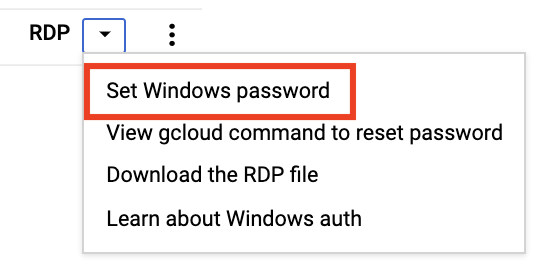 RDP
Set Windows password
View gcloud command to reset password
Download the RDP file
Learn about Windows auth